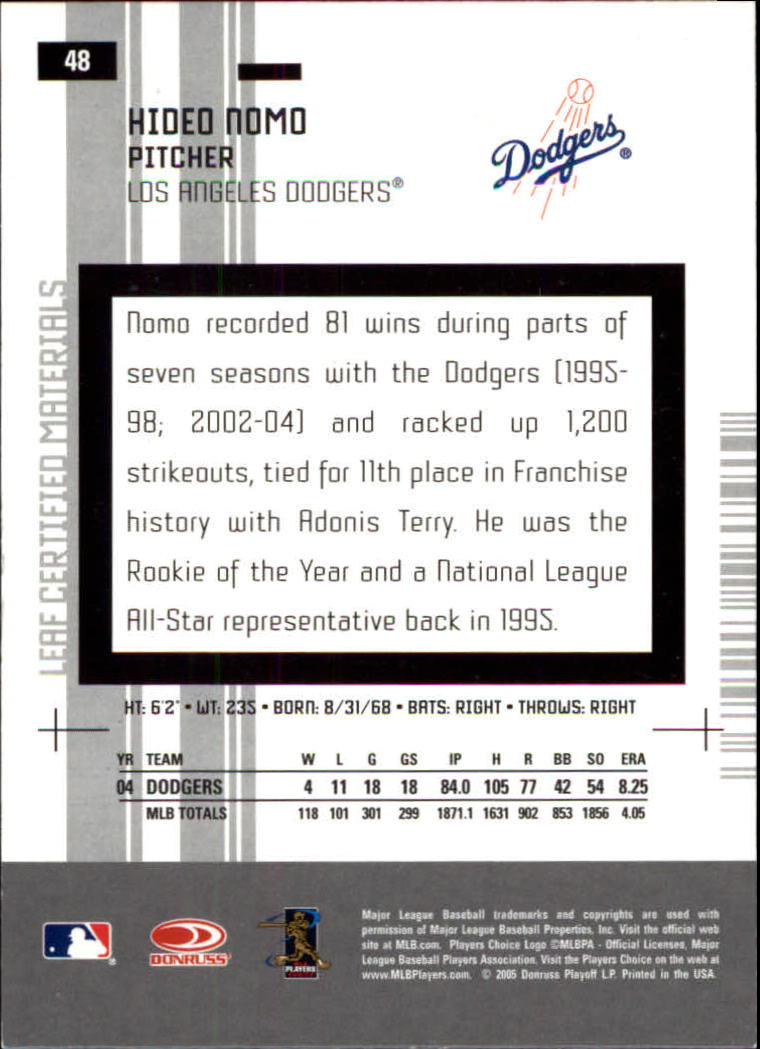 48
HIDEO NOMO
PITCHER
LOS ANGELES DODGERS®
Dodgers®
LEAF CERTIFIED MATERIALS
Nomo recorded 81 wins during parts of
seven seasons with the Dodgers (1995-
98; 2002-04) and racked up 1,200
strikeouts, tied for 11th place in Franchise
history with Adonis Terry. He was the
Rookie of the Year and a National League
All-Star representative back in 1995.
HT: 6'2" • WT: 235 • BORN: 8/31/68 • BATS: RIGHT • THROWS: RIGHT
YR TEAM W L G GS IP H R BB SO ERA
04 DODGERS 4 11 18 18 84.0 105 77 42 54 8.25
MLB TOTALS 118 101 301 299 1871.1 1631 902 853 1856 4.05
DONRUSS
PLAYERS
Major League Baseball trademarks and copyrights are used with
permission of Major League Baseball Properties, Inc. Visit the official web
site at MLB.com. Players Choice Logo ©MLBPA - Official Licensee, Major
League Baseball Players Association. Visit the Players Choice on the web at
www.MLBPlayers.com. © 2005 Donruss Playoff L.P. Printed in the USA.